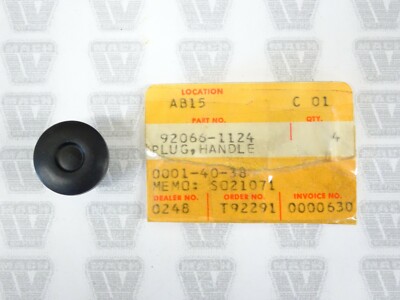 LOCATION
AB15 C 01
PART NO. QTY.
92066-1124 4
PLUG, HANDLE
0001-40-38
MEMO: S021071
DEALER NO. ORDER NO. INVOICE NO.
0248 T92291 0000630